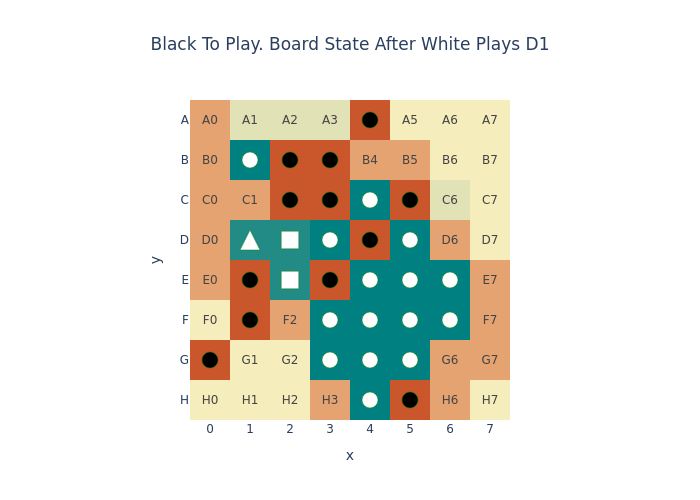 Black To Play. Board State After White Plays D1
A A0 A1 A2 A3 A5 A6 A7
B B0 B4 B5 B6 B7
C C0 C1 C6 C7
D D0 D6 D7
E E0 E7
F F0 F2 F7
G G1 G2 G6 G7
H H0 H1 H2 H3 H6 H7
0 1 2 3 4 5 6 7
x
y